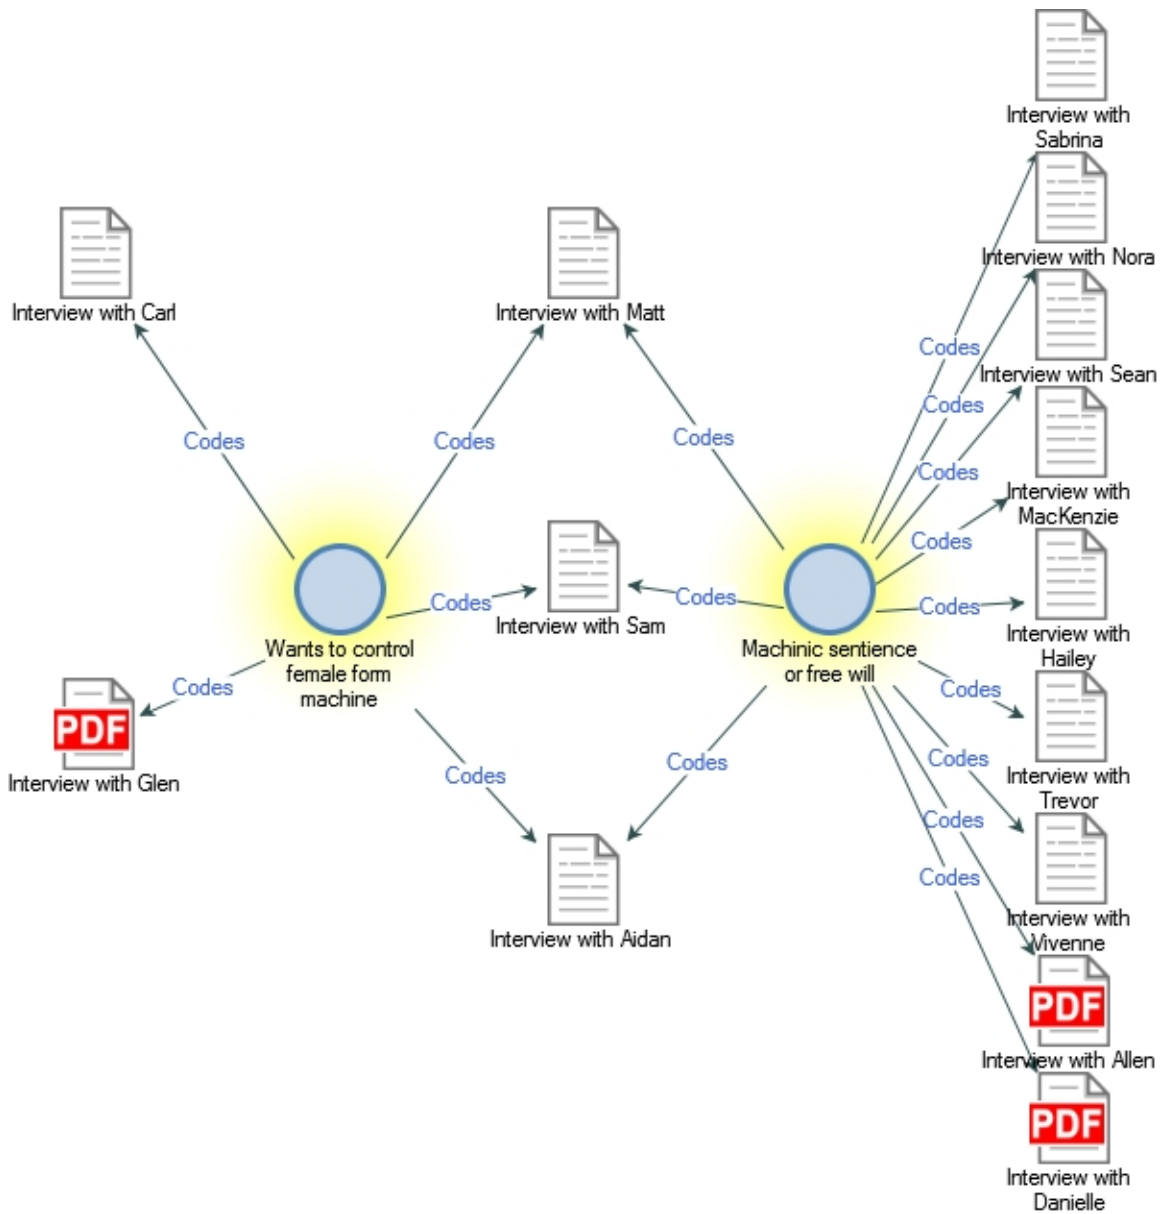 Interview with
Sabrina
Interview with Nora
Interview with Carl
Interview with Matt
Codes
Interview with Sean
Codes
Codes
Codes
Codes
Codes
Interview with
MacKenzie
Codes
Codes
Codes
Codes
Interview with Sam
Interview with
Hailey
Wants to control
female form
machine
Machinic sentience
or free will
Codes
Codes
PDF
Interview with Glen
Codes
Codes
Codes
Interview with
Trevor
Codes
Codes
Interview with
Vivenne
Interview with Aidan
PDF
Interview with Allen
PDF
Interview with
Danielle